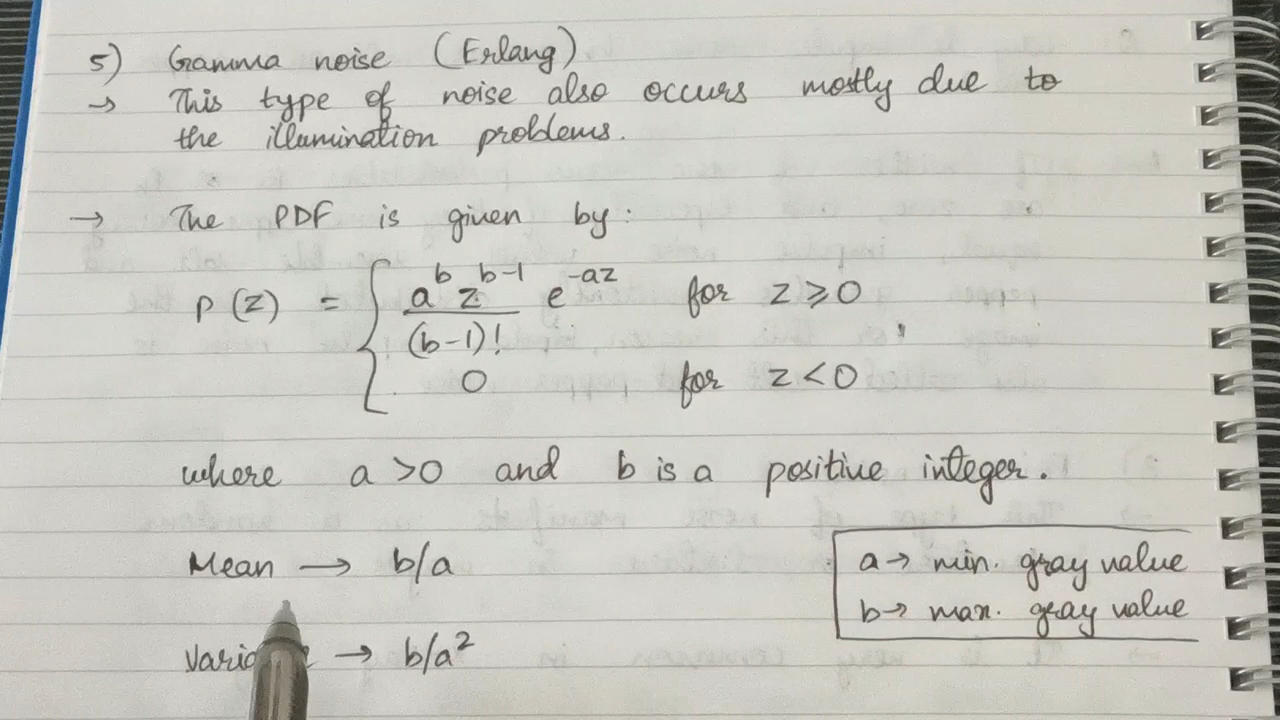 5) Gamma noise (Erlang)
→ This type of noise also occurs mostly due to
the illumination problems.
→ The PDF is given by:
P(z) = { a^b z^(b-1) / (b-1)! e^(-az) for z ≥ 0
0 for z < 0
where a > 0 and b is a positive integer.
Mean → b/a
a → min. gray value
b → max. gray value
→ b/a²